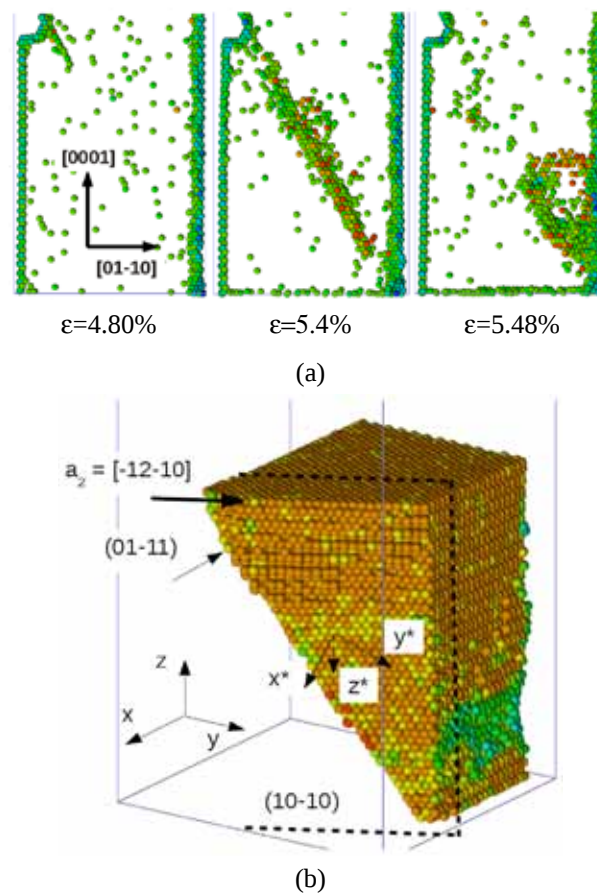 [0001]
[01-10]
ε=4.80% ε=5.4% ε=5.48%
(a)
a2 = [-12-10]
(01-11)
y*
x*
z*
z
x
y
(10-10)
(b)